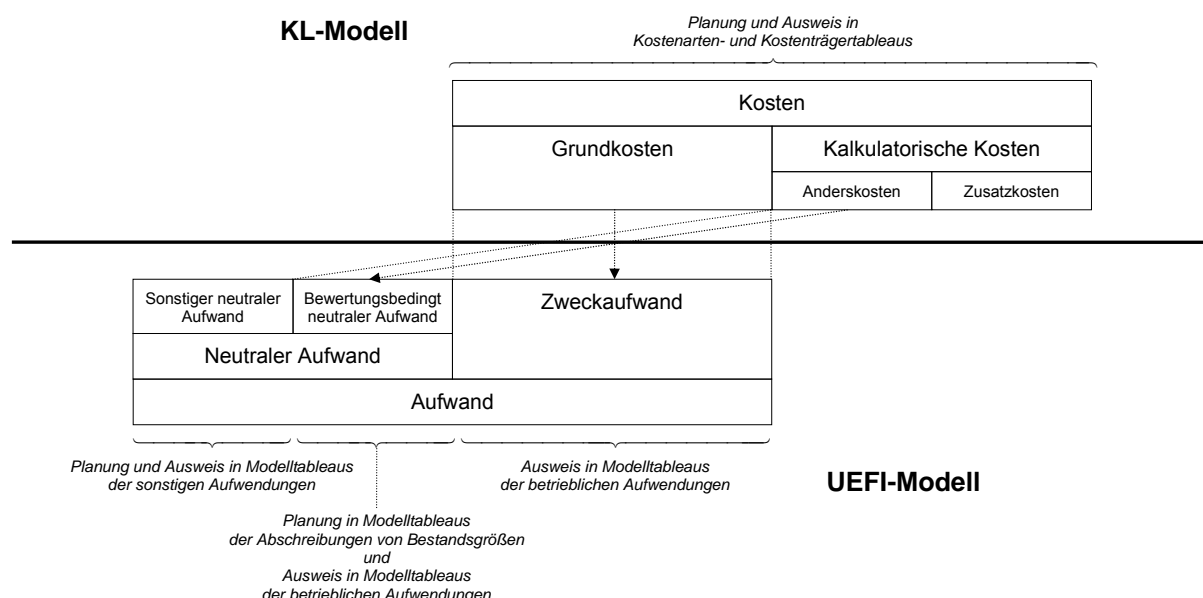 KL-Modell
Planung und Ausweis in
Kostenarten- und Kostenträgertableaus
Kosten
Grundkosten
Kalkulatorische Kosten
Anderskosten
Zusatzkosten
Sonstiger neutraler
Aufwand
Bewertungsbedingt
neutraler Aufwand
Zweckaufwand
Neutraler Aufwand
Aufwand
Planung und Ausweis in Modelltableaus
der sonstigen Aufwendungen
Ausweis in Modelltableaus
der betrieblichen Aufwendungen
UEFI-Modell
Planung in Modelltableaus
der Abschreibungen von Bestandsgrößen
und
Ausweis in Modelltableaus
der betrieblichen Aufwendungen